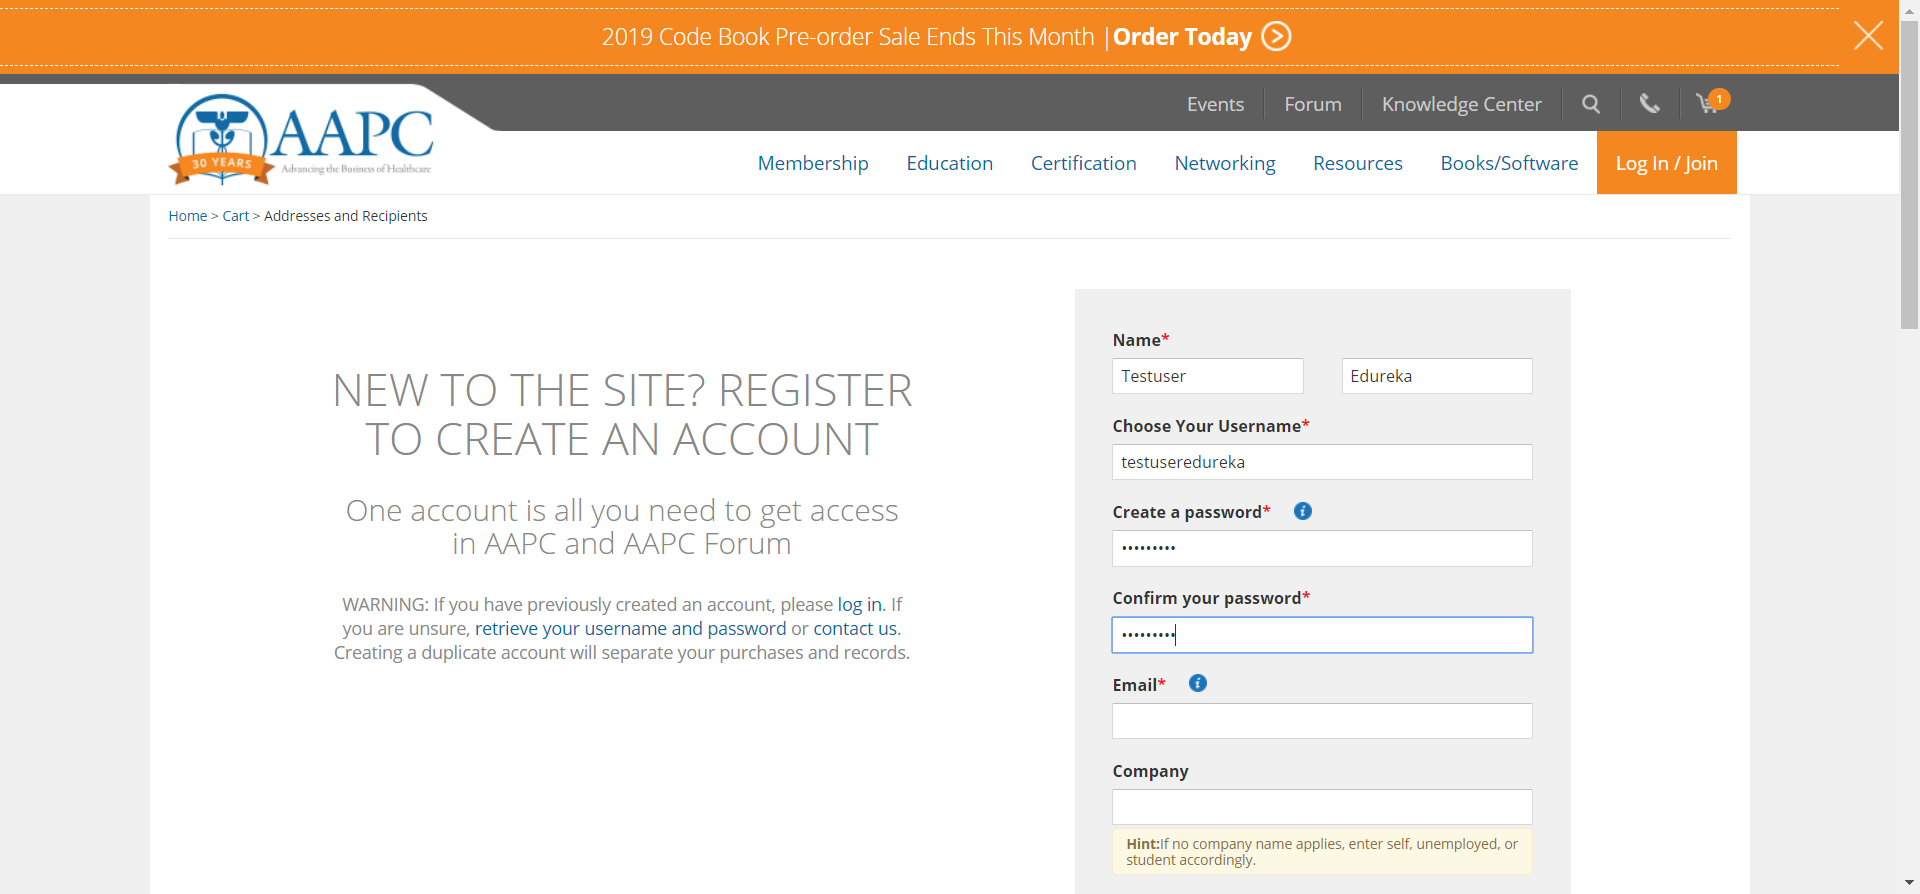 2019 Code Book Pre-order Sale Ends This Month |Order Today
Events
Forum
Knowledge Center
1
30 YEARS
AAPC
Advancing the Business of Healthcare
Membership
Education
Certification
Networking
Resources
Books/Software
Log In / Join
Home > Cart > Addresses and Recipients
NEW TO THE SITE? REGISTER
TO CREATE AN ACCOUNT
One account is all you need to get access
in AAPC and AAPC Forum
WARNING: If you have previously created an account, please log in. If
you are unsure, retrieve your username and password or contact us.
Creating a duplicate account will separate your purchases and records.
Name*
Testuser
Edureka
Choose Your Username*
testuseredureka
Create a password*
•••••••••
Confirm your password*
•••••••••
Email*
Company
Hint:If no company name applies, enter self, unemployed, or
student accordingly.